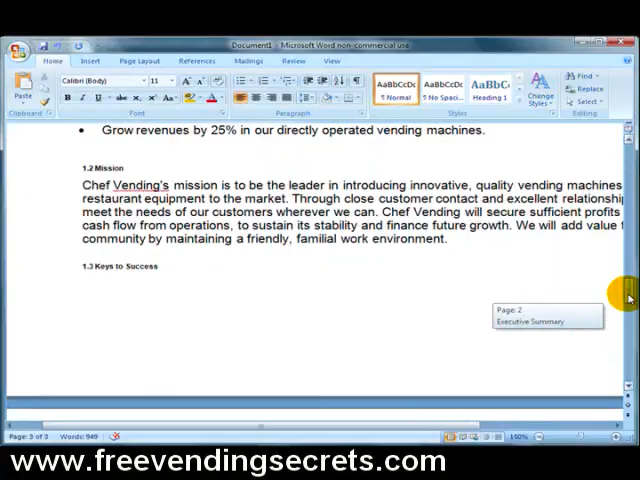 Document1 - Microsoft Word non-commercial use
Home Insert Page Layout References Mailings Review View
Calibri (Body) 11
Paste
B I U abe
AaBbCcDc AaBbCcDc AaBbC
¶ Normal ¶ No Spac... Heading 1
Change Styles
Find
Replace
Select
Clipboard Font Paragraph Styles Editing
• Grow revenues by 25% in our directly operated vending machines.
1.2 Mission
Chef Vending's mission is to be the leader in introducing innovative, quality vending machines
restaurant equipment to the market. Through close customer contact and excellent relationship
meet the needs of our customers wherever we can. Chef Vending will secure sufficient profits
cash flow from operations, to sustain its stability and finance future growth. We will add value
community by maintaining a friendly, familial work environment.
1.3 Keys to Success
Page: 2
Executive Summary
Page: 3 of 3 Words: 949 150%
www.freevendingsecrets.com